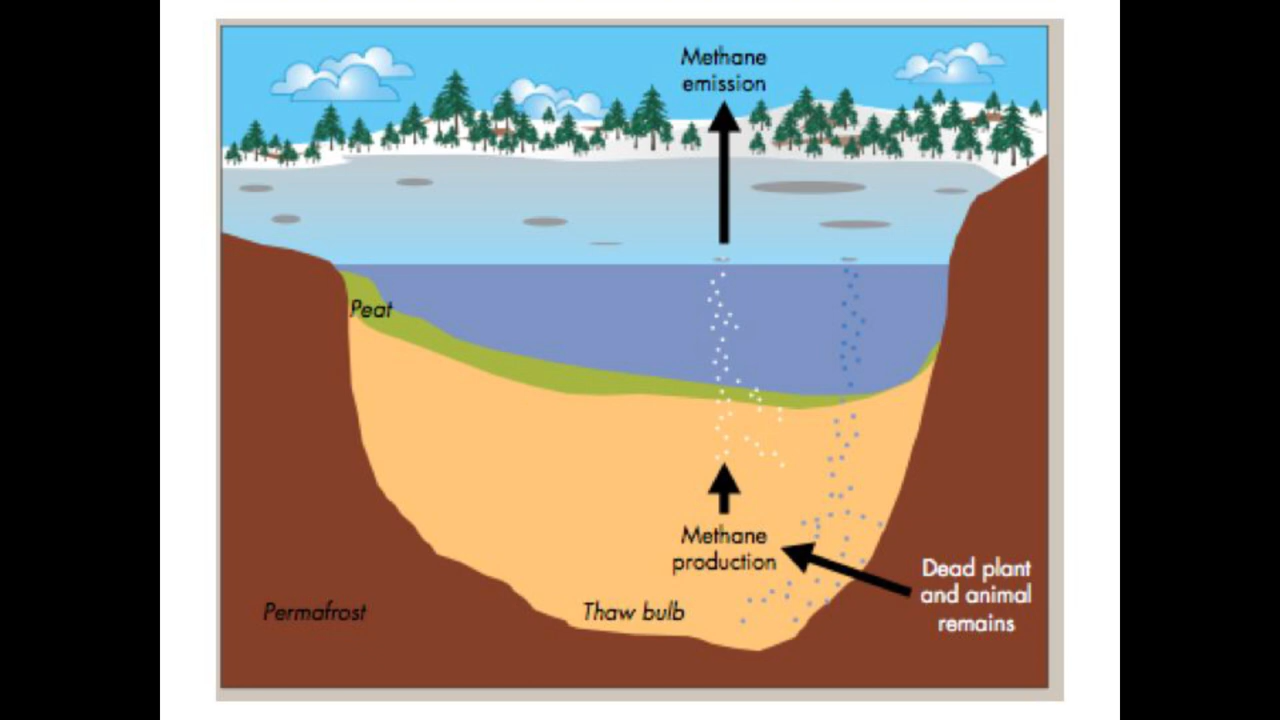 Methane
emission
Peat
Methane
production
Dead plant
and animal
remains
Permafrost
Thaw bulb